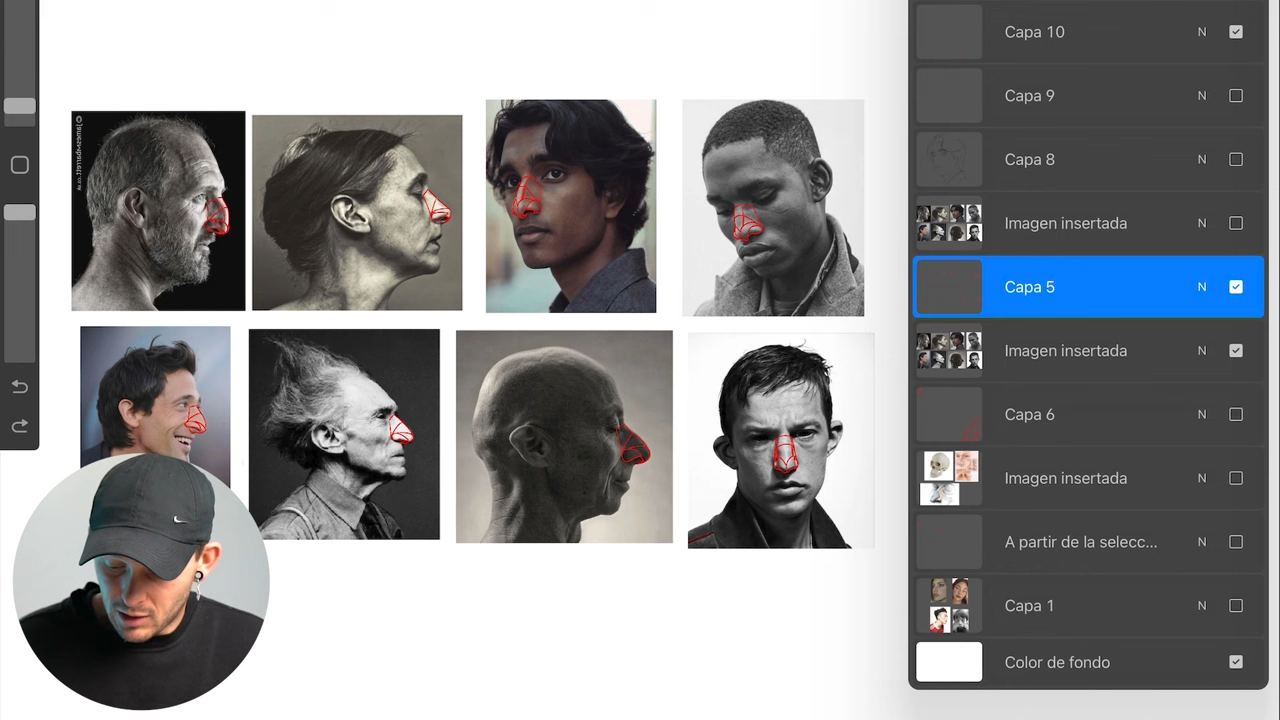 Capa 10 N
Capa 9 N
Capa 8 N
Imagen insertada N
Capa 5 N
Imagen insertada N
Capa 6 N
Imagen insertada N
A partir de la selecc... N
Capa 1 N
Color de fondo